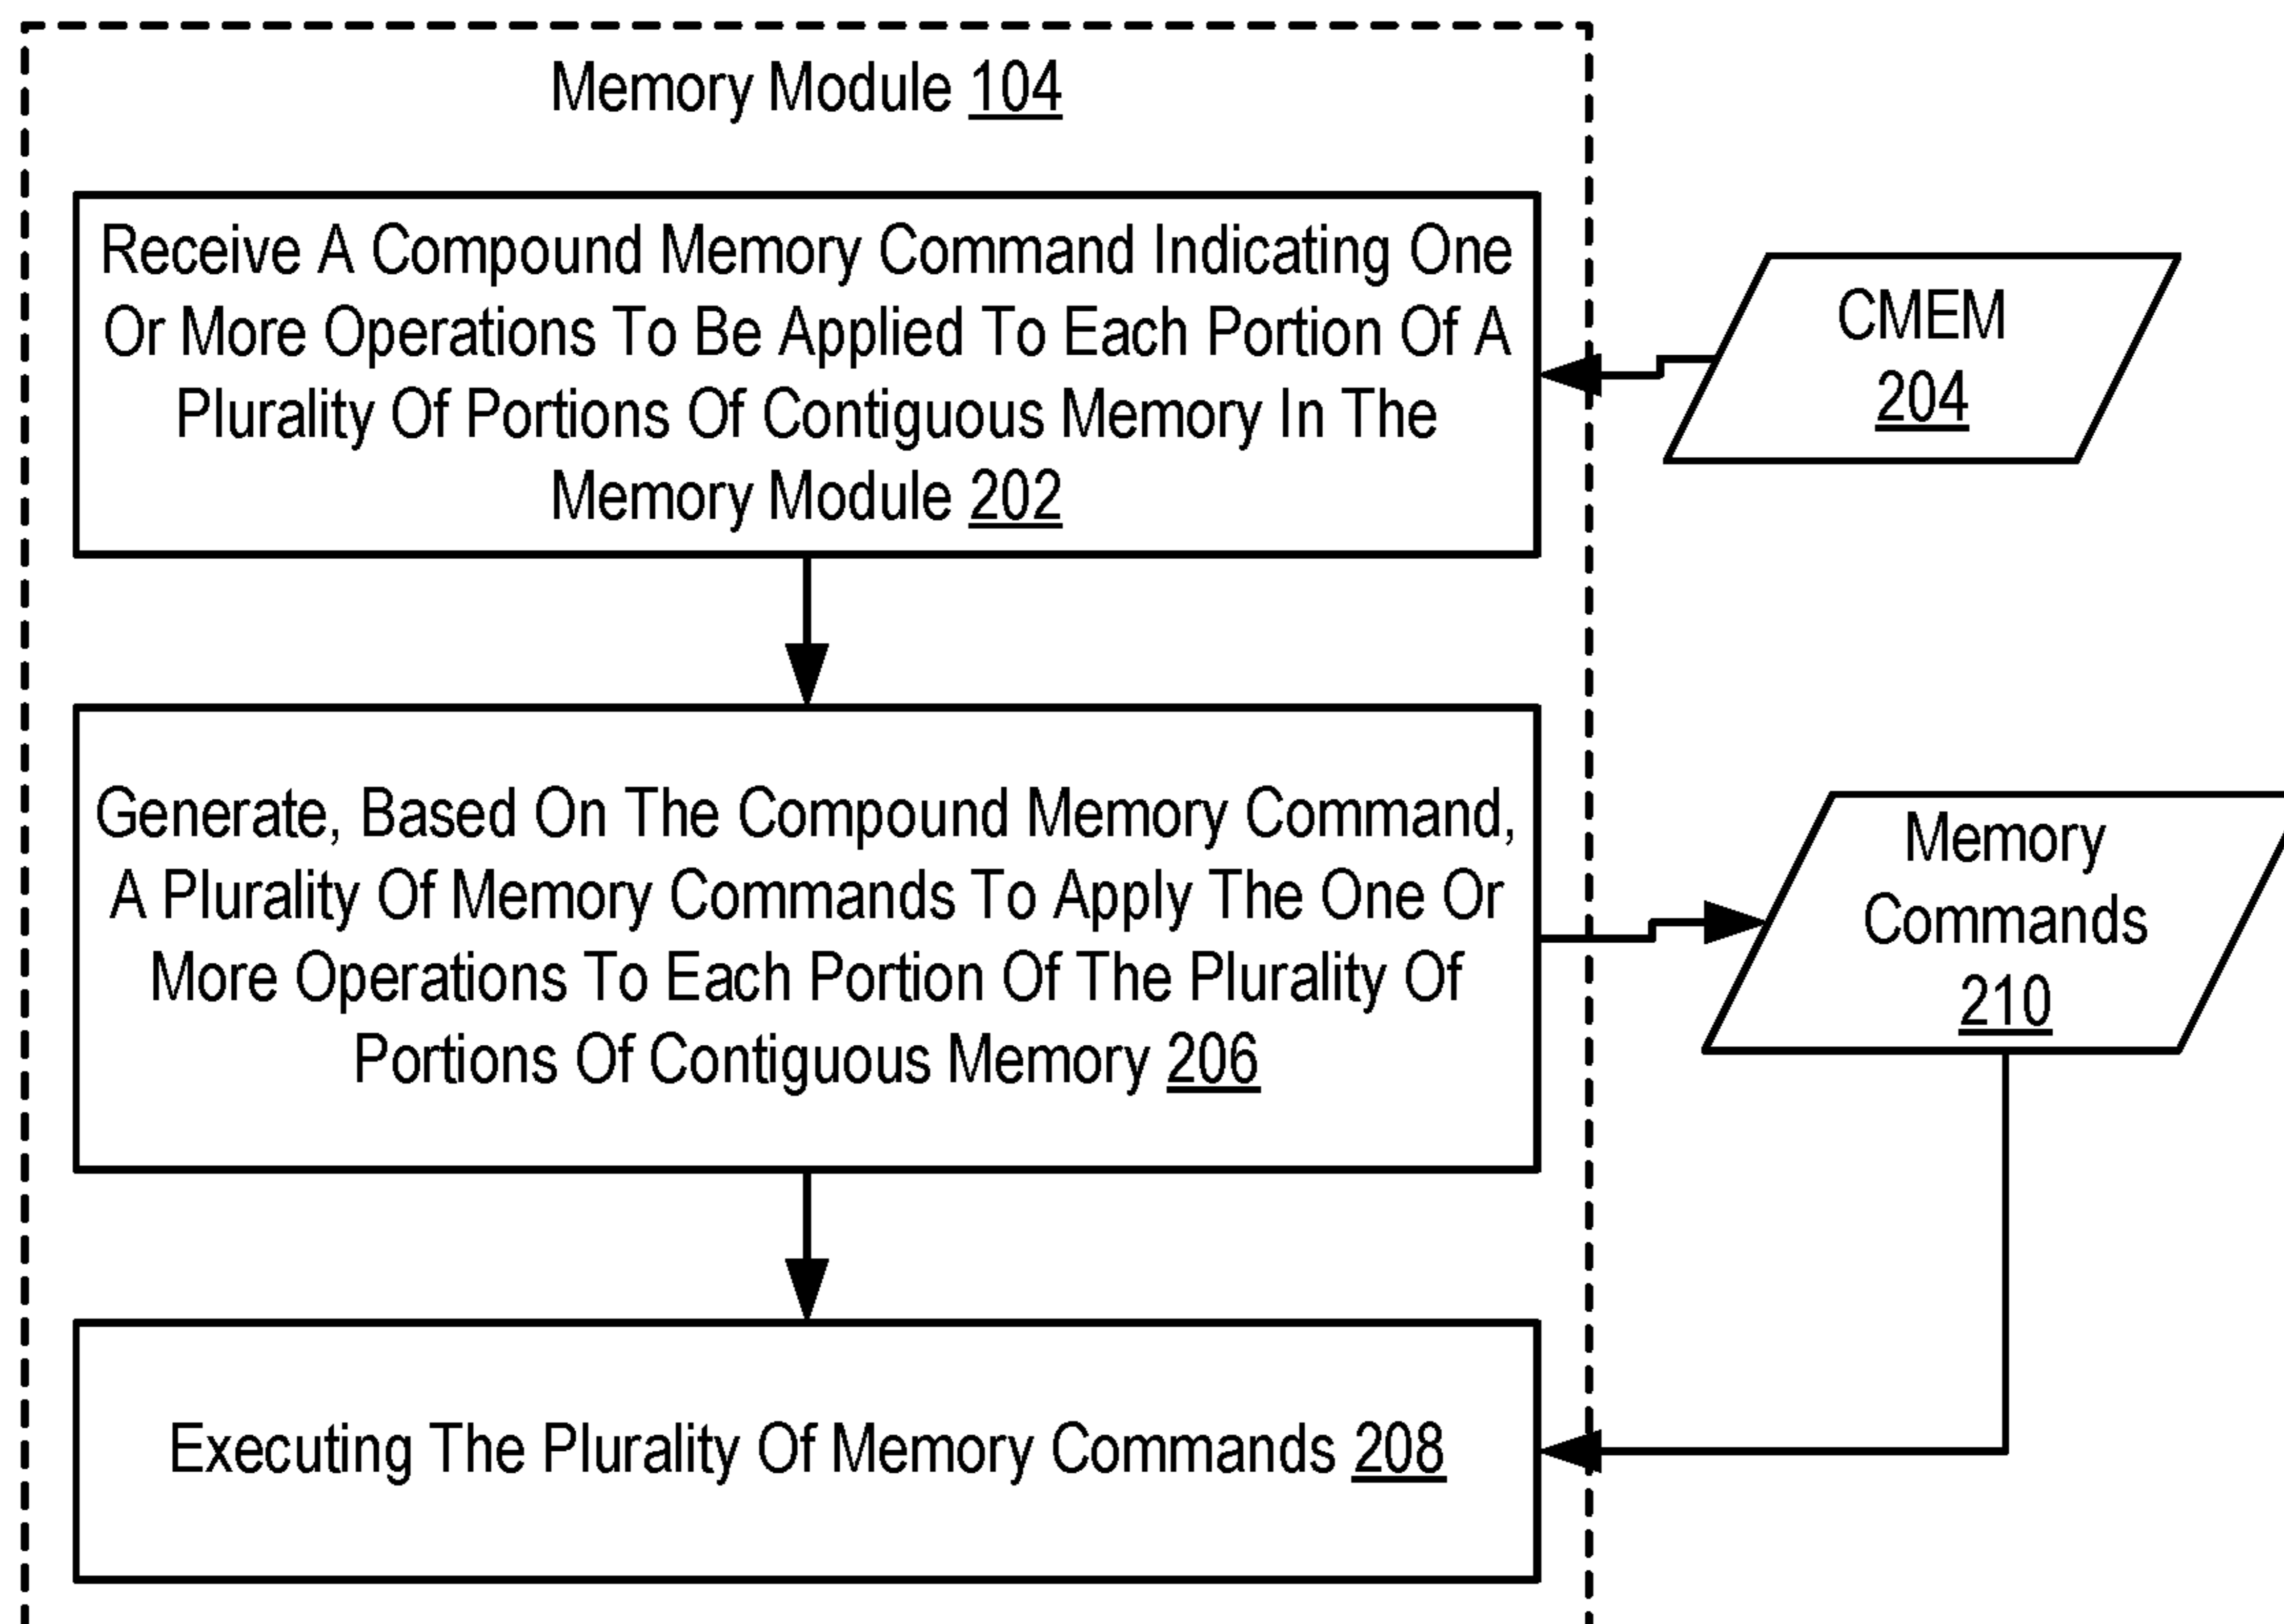 Memory Module 104
Receive A Compound Memory Command Indicating One
Or More Operations To Be Applied To Each Portion Of A
Plurality Of Portions Of Contiguous Memory In The
Memory Module 202
CMEM
204
Generate, Based On The Compound Memory Command,
A Plurality Of Memory Commands To Apply The One Or
More Operations To Each Portion Of The Plurality Of
Portions Of Contiguous Memory 206
Memory
Commands
210
Executing The Plurality Of Memory Commands 208